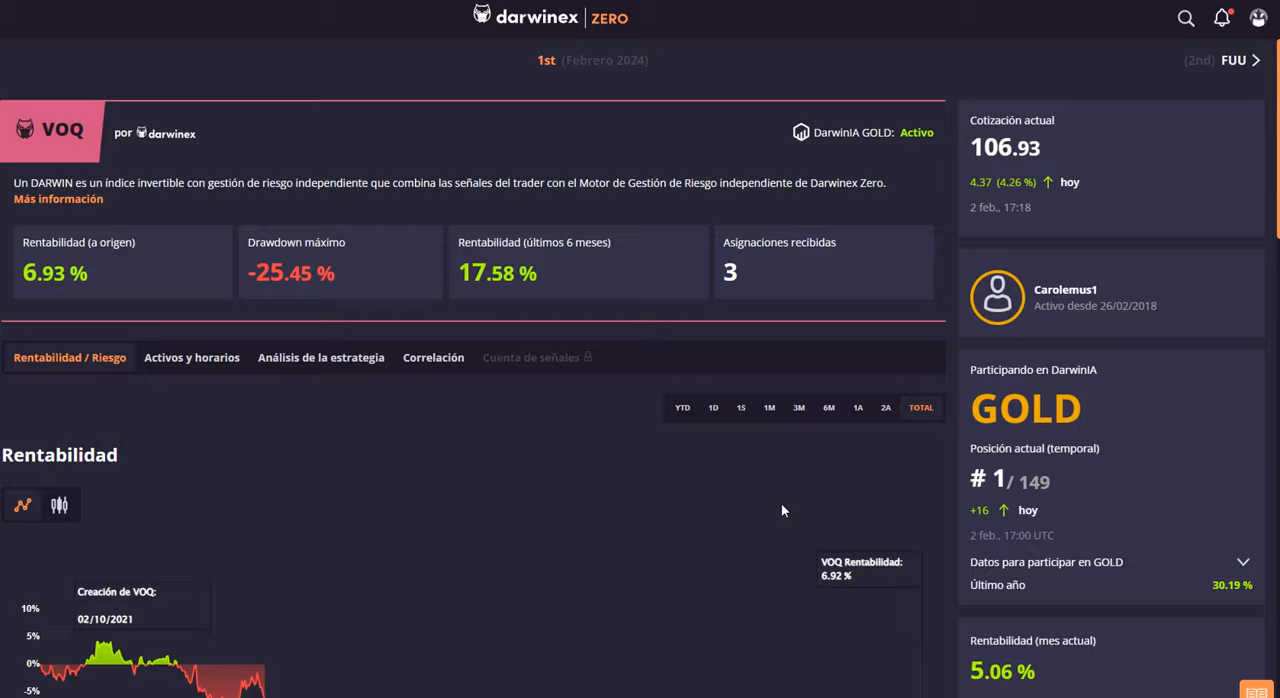 darwinex | ZERO
1st (Febrero 2024)
(2nd) FUU
VOQ
por darwinex
DarwinIA GOLD: Activo
Un DARWIN es un índice invertible con gestión de riesgo independiente que combina las señales del trader con el Motor de Gestión de Riesgo independiente de Darwinex Zero.
Más información
Rentabilidad (a origen)
6.93 %
Drawdown máximo
-25.45 %
Rentabilidad (últimos 6 meses)
17.58 %
Asignaciones recibidas
3
Rentabilidad / Riesgo Activos y horarios Análisis de la estrategia Correlación Cuenta de señales
YTD 1D 1S 1M 3M 6M 1A 2A TOTAL
Rentabilidad
Creación de VOQ:
02/10/2021
VOQ Rentabilidad:
6.92 %
10%
5%
0%
-5%
Cotización actual
106.93
4.37 (4.26 %) hoy
2 feb., 17:18
Carolemus1
Activo desde 26/02/2018
Participando en DarwinIA
GOLD
Posición actual (temporal)
# 1 / 149
+16 hoy
2 feb., 17:00 UTC
Datos para participar en GOLD
Último año 30.19 %
Rentabilidad (mes actual)
5.06 %